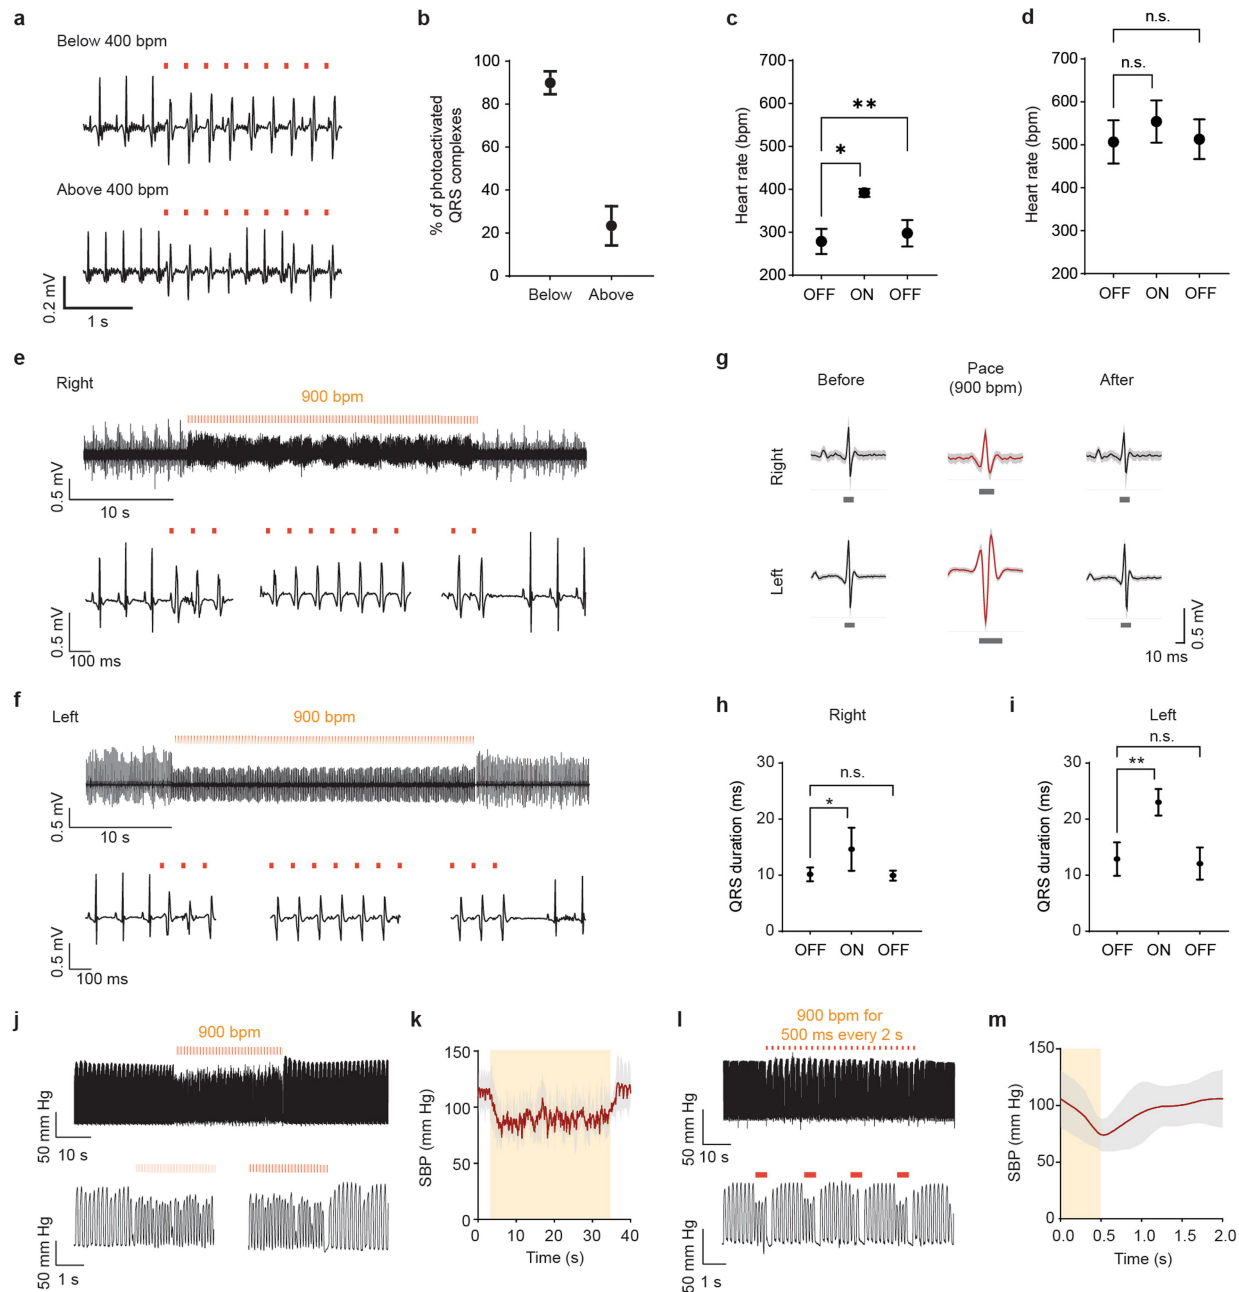 a
Below 400 bpm
Above 400 bpm
0.2 mV
1 s
b
% of photoactivated
QRS complexes
100
80
60
40
20
0
Below
Above
c
Heart rate (bpm)
700
600
500
400
300
200
**
*
OFF
ON
OFF
d
Heart rate (bpm)
700
600
500
400
300
200
n.s.
n.s.
OFF
ON
OFF
e
Right
900 bpm
0.5 mV
10 s
0.5 mV
100 ms
g
Before
Pace
(900 bpm)
After
Right
Left
0.5 mV
10 ms
f
Left
900 bpm
0.5 mV
10 s
0.5 mV
100 ms
h
Right
QRS duration (ms)
30
20
10
0
n.s.
*
OFF
ON
OFF
i
Left
QRS duration (ms)
30
20
10
0
n.s.
**
OFF
ON
OFF
j
900 bpm
50 mm Hg
10 s
50 mm Hg
1 s
k
SBP (mm Hg)
150
100
50
0
0
10
20
30
40
Time (s)
l
900 bpm for
500 ms every 2 s
50 mm Hg
10 s
50 mm Hg
1 s
m
SBP (mm Hg)
150
100
50
0
0.0
0.5
1.0
1.5
2.0
Time (s)